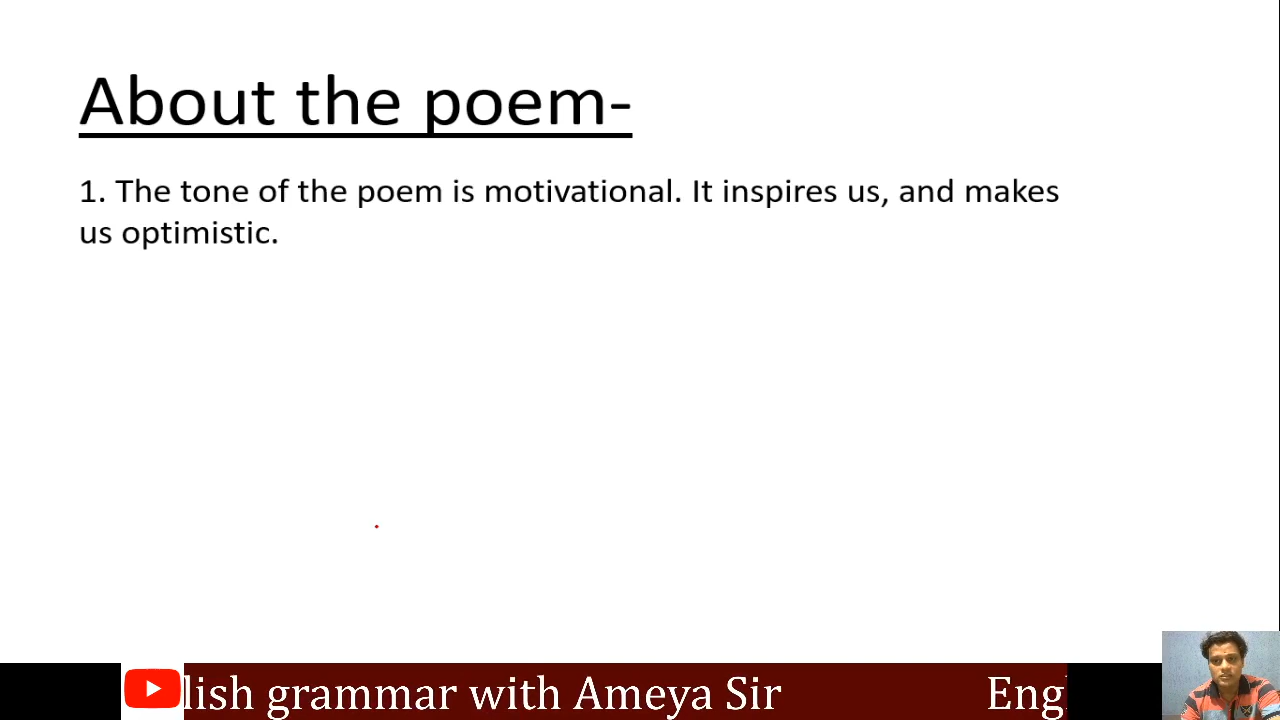 About the poem-
1. The tone of the poem is motivational. It inspires us, and makes
us optimistic.
lish grammar with Ameya Sir Engl